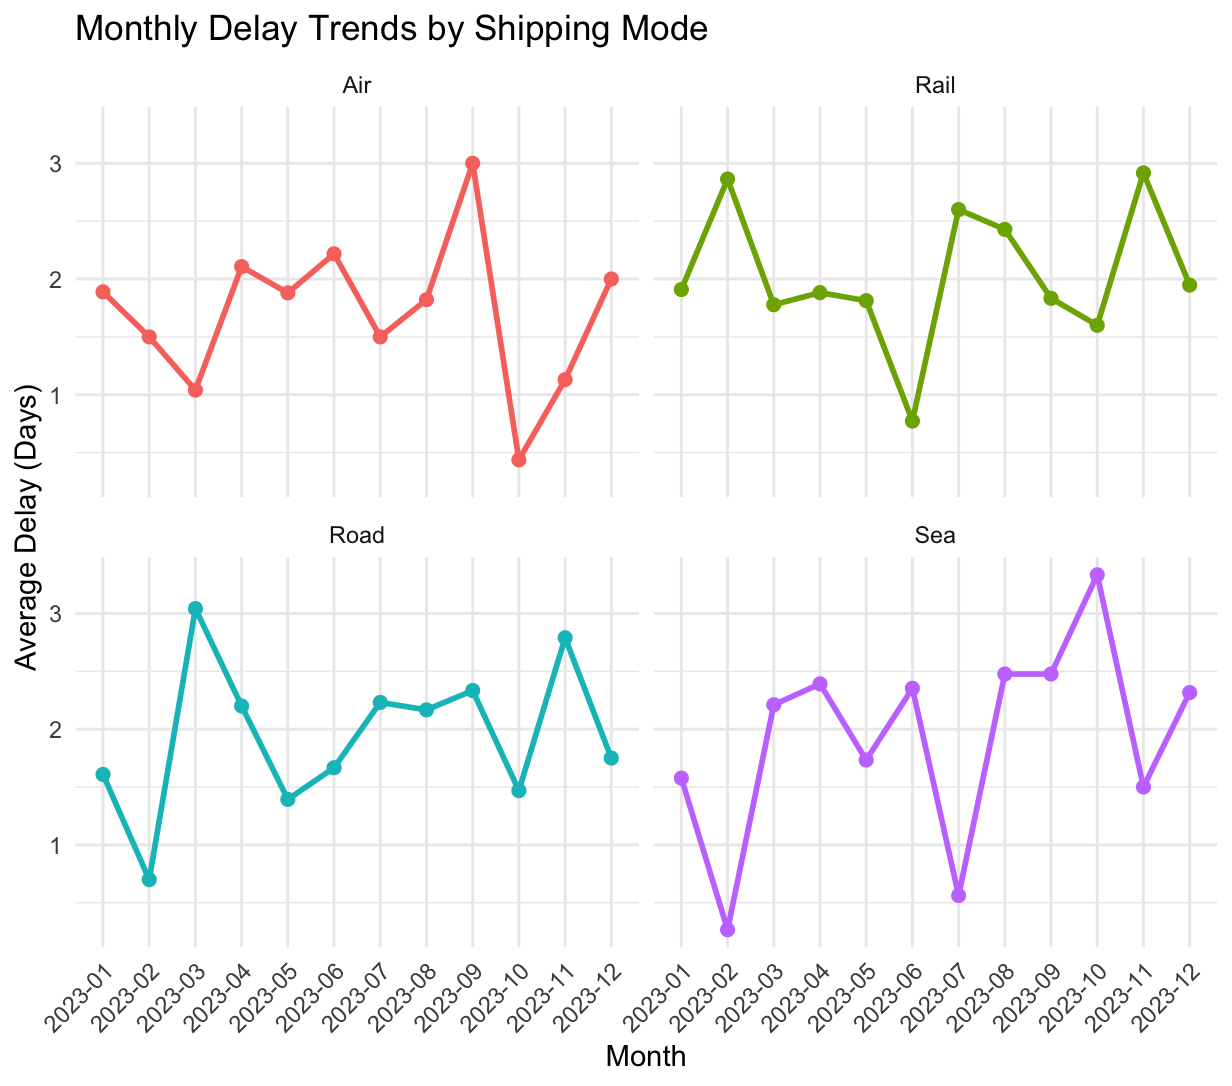 Monthly Delay Trends by Shipping Mode
Air
Rail
3
2
1
Road
Sea
3
2
1
Average Delay (Days)
2023-01 2023-02 2023-03 2023-04 2023-05 2023-06 2023-07 2023-08 2023-09 2023-10 2023-11 2023-12
2023-01 2023-02 2023-03 2023-04 2023-05 2023-06 2023-07 2023-08 2023-09 2023-10 2023-11 2023-12
Month